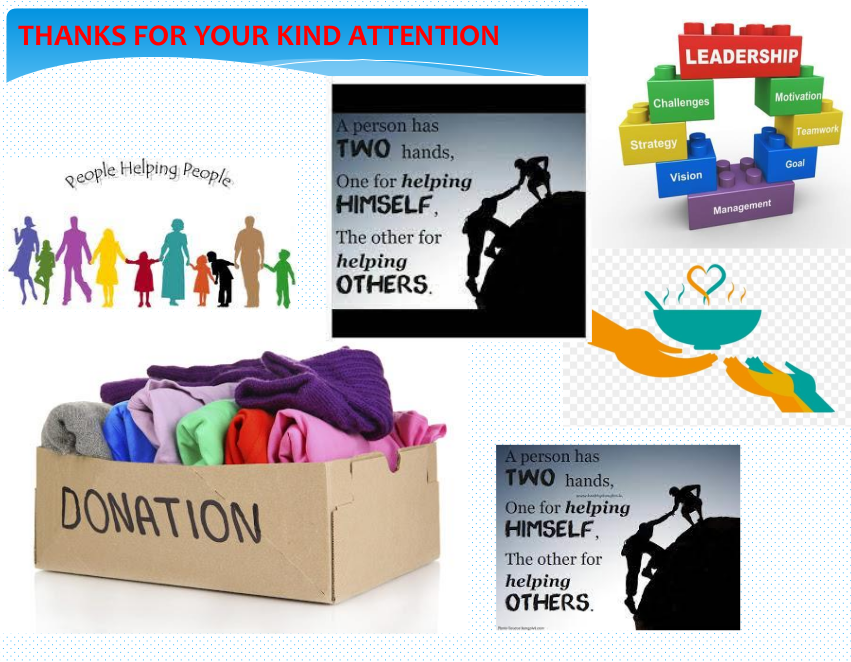 THANKS FOR YOUR KIND ATTENTION
LEADERSHIP
Challenges
Motivation
Strategy
Teamwork
Vision
Goal
Management
People Helping People
A person has
TWO hands,
One for helping
HIMSELF,
The other for
helping
OTHERS.
DONATION
A person has
TWO hands,
One for helping
HIMSELF,
The other for
helping
OTHERS.